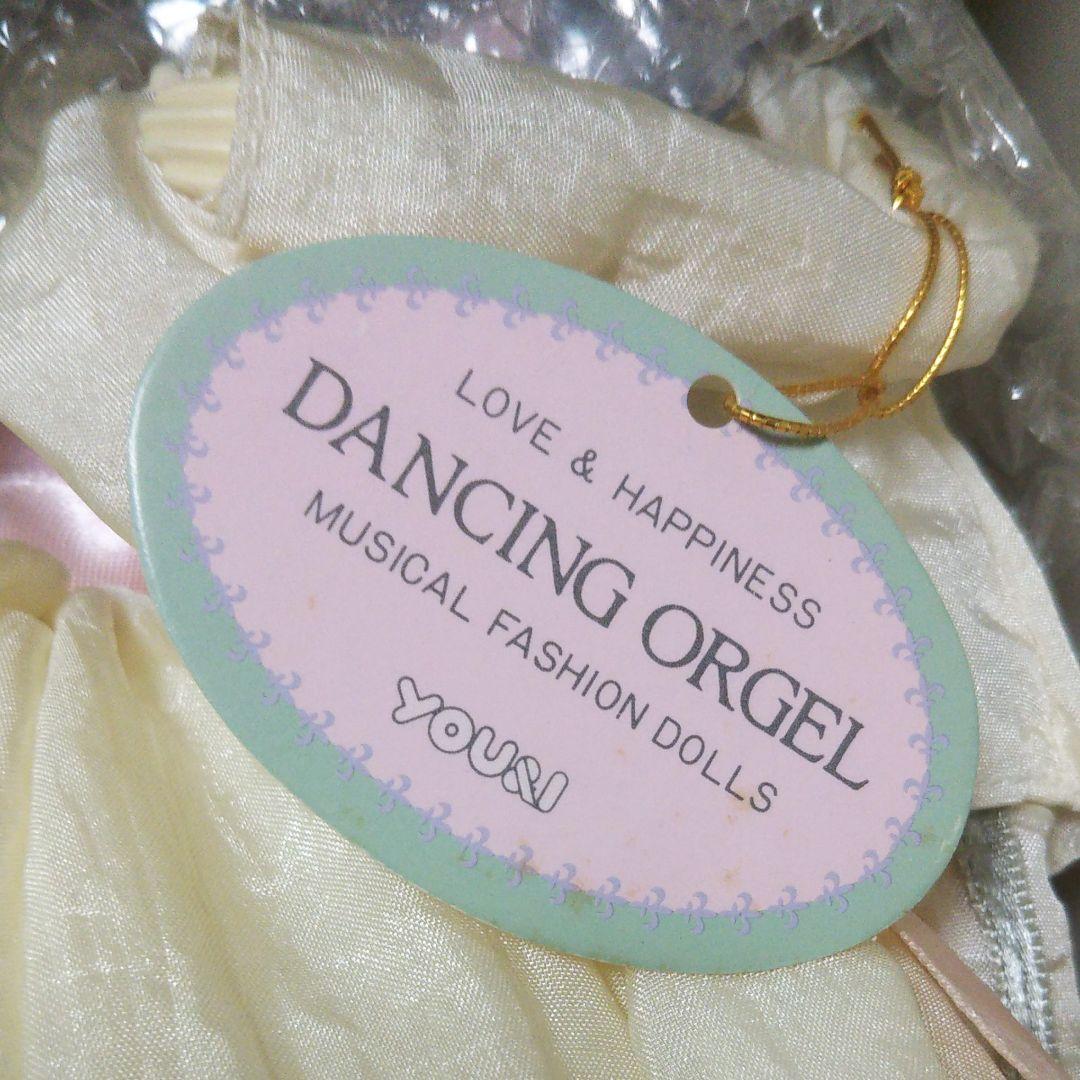 LOVE & HAPPINESS
DANCING ORGEL
MUSICAL FASHION DOLLS
YOU&I